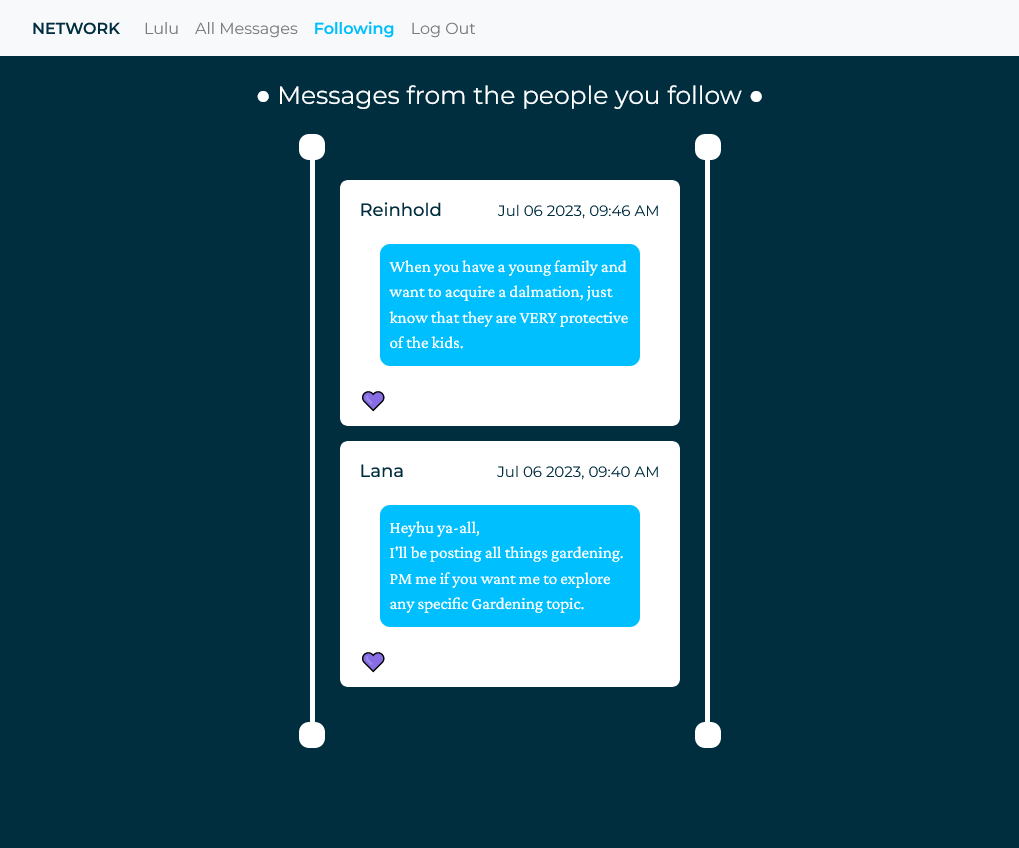 NETWORK Lulu All Messages Following Log Out
• Messages from the people you follow •
Reinhold Jul 06 2023, 09:46 AM
When you have a young family and
want to acquire a dalmation, just
know that they are VERY protective
of the kids.
Lana Jul 06 2023, 09:40 AM
Heyhu ya-all,
I'll be posting all things gardening.
PM me if you want me to explore
any specific Gardening topic.